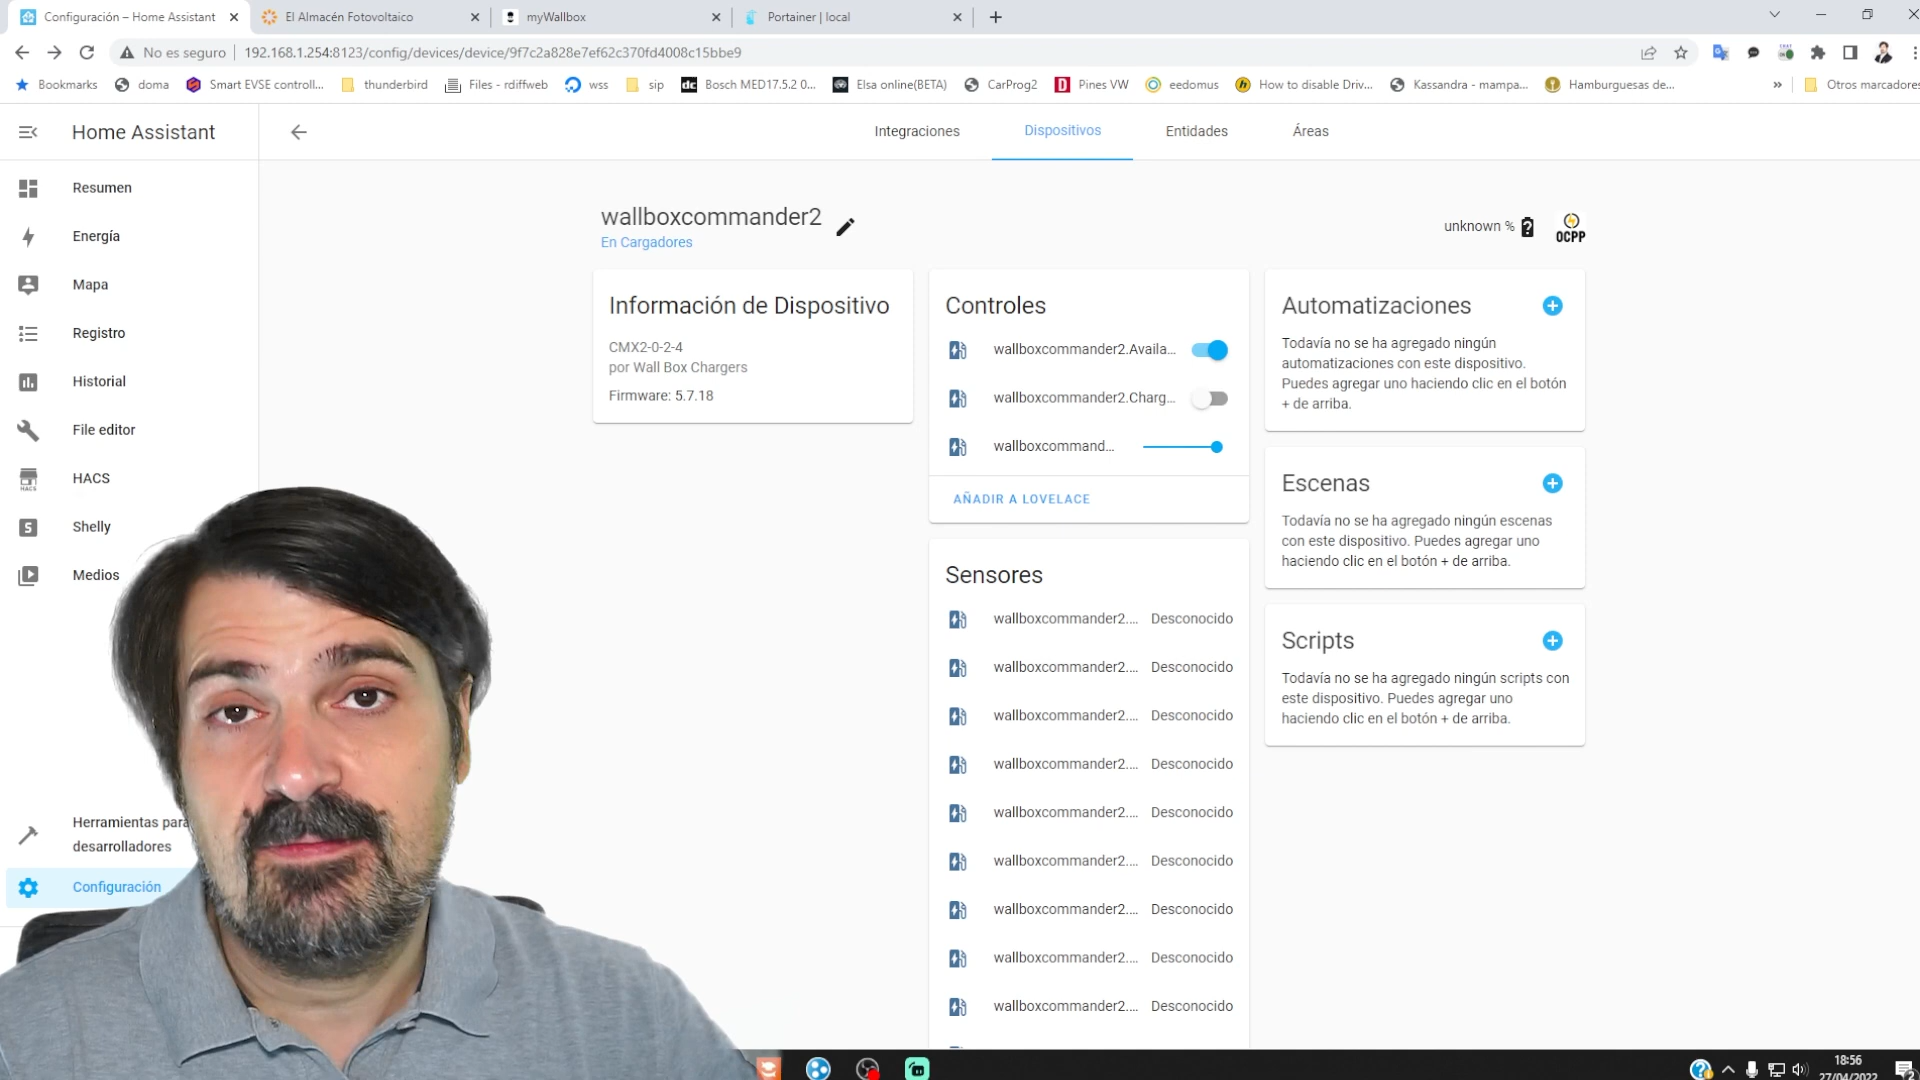 Configuración – Home Assistant
El Almacén Fotovoltaico
myWallbox
Portainer | local
No es seguro
192.168.1.254:8123/config/devices/device/9f7c2a828e7ef62c370fd4008c15bbe9
Bookmarks
doma
Smart EVSE controll...
thunderbird
Files - rdiffweb
wss
sip
Bosch MED17.5.2 0...
Elsa online(BETA)
CarProg2
Pines VW
eedomus
How to disable Driv...
Kassandra - mampa...
Hamburguesas de...
»
Otros marcadores
Home Assistant
Integraciones
Dispositivos
Entidades
Áreas
Resumen
Energía
Mapa
Registro
Historial
File editor
HACS
HACS
Shelly
Medios
Herramientas para
desarrolladores
Configuración
wallboxcommander2
En Cargadores
unknown %
OCPP
Información de Dispositivo
CMX2-0-2-4
por Wall Box Chargers
Firmware: 5.7.18
Controles
wallboxcommander2.Availa...
wallboxcommander2.Charg...
wallboxcommand...
AÑADIR A LOVELACE
Sensores
wallboxcommander2.... Desconocido
wallboxcommander2.... Desconocido
wallboxcommander2.... Desconocido
wallboxcommander2.... Desconocido
wallboxcommander2.... Desconocido
wallboxcommander2.... Desconocido
wallboxcommander2.... Desconocido
wallboxcommander2.... Desconocido
wallboxcommander2.... Desconocido
Automatizaciones
Todavía no se ha agregado ningún
automatizaciones con este dispositivo.
Puedes agregar uno haciendo clic en el botón
+ de arriba.
Escenas
Todavía no se ha agregado ningún escenas
con este dispositivo. Puedes agregar uno
haciendo clic en el botón + de arriba.
Scripts
Todavía no se ha agregado ningún scripts con
este dispositivo. Puedes agregar uno
haciendo clic en el botón + de arriba.
18:56
27/04/2022